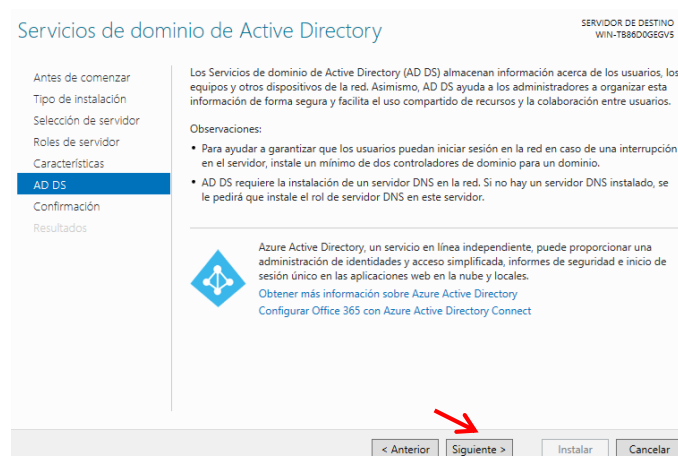 Servicios de dominio de Active Directory
SERVIDOR DE DESTINO
WIN-TB86D0GEGV5
Antes de comenzar
Tipo de instalación
Selección de servidor
Roles de servidor
Características
AD DS
Confirmación
Resultados
Los Servicios de dominio de Active Directory (AD DS) almacenan información acerca de los usuarios, los
equipos y otros dispositivos de la red. Asimismo, AD DS ayuda a los administradores a organizar esta
información de forma segura y facilita el uso compartido de recursos y la colaboración entre usuarios.
Observaciones:
• Para ayudar a garantizar que los usuarios puedan iniciar sesión en la red en caso de una interrupción
en el servidor, instale un mínimo de dos controladores de dominio para un dominio.
• AD DS requiere la instalación de un servidor DNS en la red. Si no hay un servidor DNS instalado, se
le pedirá que instale el rol de servidor DNS en este servidor.
Azure Active Directory, un servicio en línea independiente, puede proporcionar una
administración de identidades y acceso simplificada, informes de seguridad e inicio de
sesión único en las aplicaciones web en la nube y locales.
Obtener más información sobre Azure Active Directory
Configurar Office 365 con Azure Active Directory Connect
< Anterior Siguiente > Instalar Cancelar